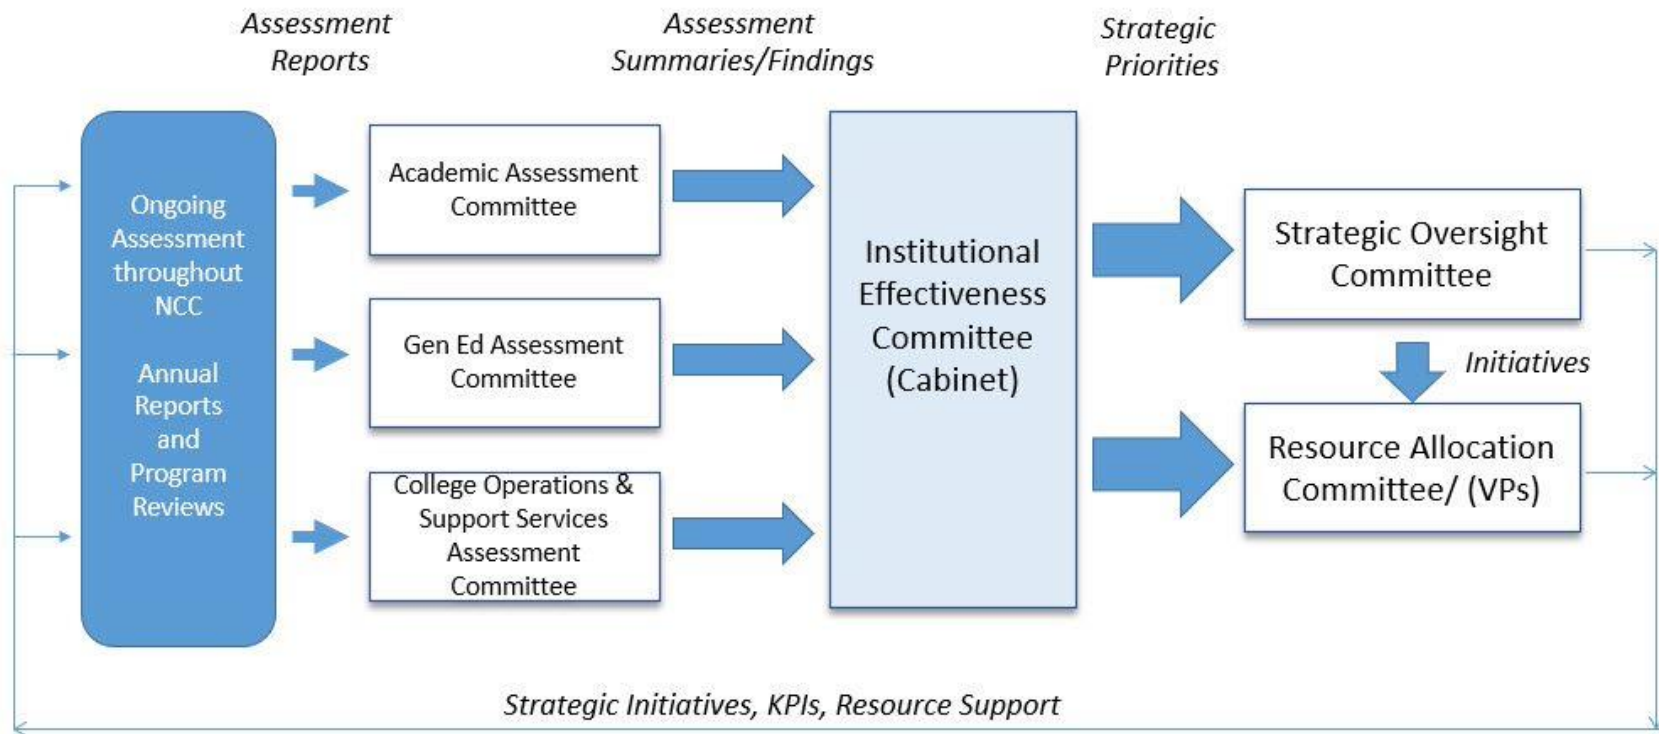 Assessment
Reports
Assessment
Summaries/Findings
Strategic
Priorities
Ongoing
Assessment
throughout
NCC
Annual
Reports
and
Program
Reviews
Academic Assessment
Committee
Gen Ed Assessment
Committee
College Operations &
Support Services
Assessment
Committee
Institutional
Effectiveness
Committee
(Cabinet)
Strategic Oversight
Committee
Initiatives
Resource Allocation
Committee/ (VPs)
Strategic Initiatives, KPIs, Resource Support